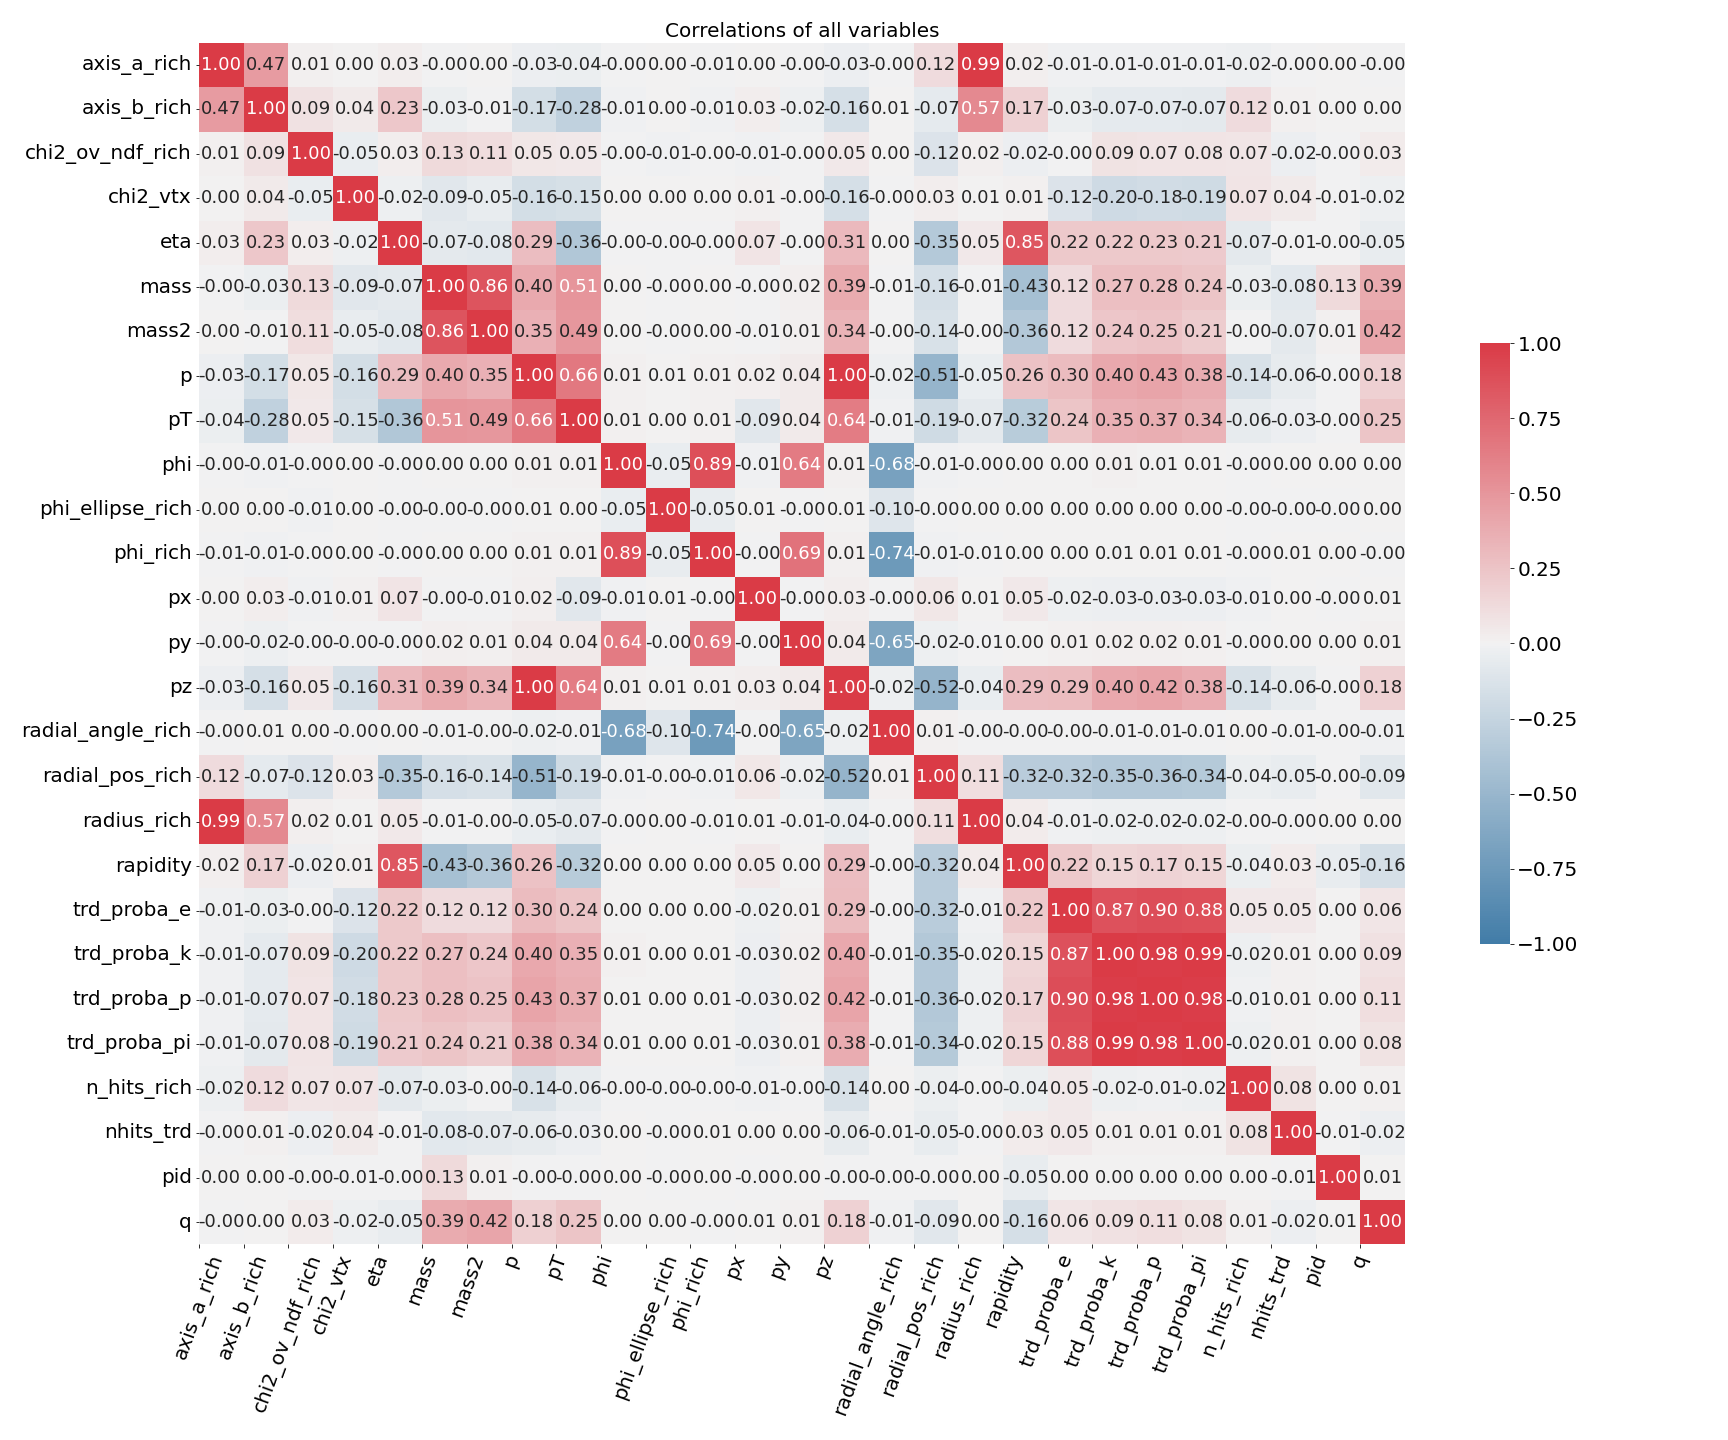 Correlations of all variables
axis_a_rich 1.00 0.47 0.01 0.00 0.03 -0.00 0.00 -0.03 -0.04 -0.00 0.00 -0.01 0.00 -0.00 -0.03 -0.00 0.12 0.99 0.02 -0.01 -0.01 -0.01 -0.01 -0.02 -0.00 0.00 -0.00
axis_b_rich 0.47 1.00 0.09 0.04 0.23 -0.03 -0.01 -0.17 -0.28 -0.01 0.00 -0.01 0.03 -0.02 -0.16 0.01 -0.07 0.57 0.17 -0.03 -0.07 -0.07 -0.07 0.12 0.01 0.00 0.00
chi2_ov_ndf_rich 0.01 0.09 1.00 -0.05 0.03 0.13 0.11 0.05 0.05 -0.00 -0.01 -0.00 -0.01 -0.00 0.05 0.00 -0.12 0.02 -0.02 -0.00 0.09 0.07 0.08 0.07 -0.02 -0.00 0.03
chi2_vtx 0.00 0.04 -0.05 1.00 -0.02 -0.09 -0.05 -0.16 -0.15 0.00 0.00 0.00 0.01 -0.00 -0.16 -0.00 0.03 0.01 0.01 -0.12 -0.20 -0.18 -0.19 0.07 0.04 -0.01 -0.02
eta 0.03 0.23 0.03 -0.02 1.00 -0.07 -0.08 0.29 -0.36 -0.00 -0.00 -0.00 0.07 -0.00 0.31 0.00 -0.35 0.05 0.85 0.22 0.22 0.23 0.21 -0.07 -0.01 -0.00 -0.05
mass -0.00 -0.03 0.13 -0.09 -0.07 1.00 0.86 0.40 0.51 0.00 -0.00 0.00 -0.00 0.02 0.39 -0.01 -0.16 -0.01 -0.43 0.12 0.27 0.28 0.24 -0.03 -0.08 0.13 0.39
mass2 0.00 -0.01 0.11 -0.05 -0.08 0.86 1.00 0.35 0.49 0.00 -0.00 0.00 -0.01 0.01 0.34 -0.00 -0.14 -0.00 -0.36 0.12 0.24 0.25 0.21 -0.00 -0.07 0.01 0.42
p -0.03 -0.17 0.05 -0.16 0.29 0.40 0.35 1.00 0.66 0.01 0.01 0.01 0.02 0.04 1.00 -0.02 -0.51 -0.05 0.26 0.30 0.40 0.43 0.38 -0.14 -0.06 -0.00 0.18
pT -0.04 -0.28 0.05 -0.15 -0.36 0.51 0.49 0.66 1.00 0.01 0.00 0.01 -0.09 0.04 0.64 -0.01 -0.19 -0.07 -0.32 0.24 0.35 0.37 0.34 -0.06 -0.03 -0.00 0.25
phi -0.00 -0.01 -0.00 0.00 -0.00 0.00 0.00 0.01 0.01 1.00 -0.05 0.89 -0.01 0.64 0.01 -0.68 -0.01 -0.00 0.00 0.00 0.01 0.01 0.01 -0.00 0.00 0.00 0.00
phi_ellipse_rich 0.00 0.00 -0.01 0.00 -0.00 -0.00 -0.00 0.01 0.00 -0.05 1.00 -0.05 0.01 -0.00 0.01 -0.10 -0.00 0.00 0.00 0.00 0.00 0.00 0.00 -0.00 -0.00 -0.00 0.00
phi_rich -0.01 -0.01 -0.00 0.00 -0.00 0.00 0.00 0.01 0.01 0.89 -0.05 1.00 -0.00 0.69 0.01 -0.74 -0.01 -0.01 0.00 0.00 0.01 0.01 0.01 -0.00 0.01 0.00 -0.00
px 0.00 0.03 -0.01 0.01 0.07 -0.00 -0.01 0.02 -0.09 -0.01 0.01 -0.00 1.00 -0.00 0.03 -0.00 0.06 0.01 0.05 -0.02 -0.03 -0.03 -0.03 -0.01 0.00 -0.00 0.01
py -0.00 -0.02 -0.00 -0.00 -0.00 0.02 0.01 0.04 0.04 0.64 -0.00 0.69 -0.00 1.00 0.04 -0.65 -0.02 -0.01 0.00 0.01 0.02 0.02 0.01 -0.00 0.00 -0.00 0.01
pz -0.03 -0.16 0.05 -0.16 0.31 0.39 0.34 1.00 0.64 0.01 0.01 0.01 0.03 0.04 1.00 -0.02 -0.52 -0.04 0.29 0.29 0.40 0.42 0.38 -0.14 -0.06 -0.00 0.18
radial_angle_rich -0.00 0.01 0.00 -0.00 0.00 -0.01 -0.00 -0.02 -0.01 -0.68 -0.10 -0.74 -0.00 -0.65 -0.02 1.00 0.01 -0.00 -0.00 -0.00 -0.01 -0.01 -0.01 0.00 -0.01 -0.00 -0.01
radial_pos_rich 0.12 -0.07 -0.12 0.03 -0.35 -0.16 -0.14 -0.51 -0.19 -0.01 -0.00 -0.01 0.06 -0.02 -0.52 0.01 1.00 0.11 -0.32 -0.32 -0.35 -0.36 -0.34 -0.04 -0.05 -0.00 -0.09
radius_rich 0.99 0.57 0.02 0.01 0.05 -0.01 -0.00 -0.05 -0.07 -0.00 0.00 -0.01 0.01 -0.01 -0.04 -0.00 0.11 1.00 0.04 -0.01 -0.02 -0.02 -0.02 -0.00 -0.00 0.00 0.00
rapidity 0.02 0.17 -0.02 0.01 0.85 -0.43 -0.36 0.26 -0.32 0.00 0.00 0.00 0.05 0.00 0.29 -0.00 -0.32 0.04 1.00 0.22 0.15 0.17 0.15 -0.04 0.03 -0.05 -0.16
trd_proba_e -0.01 -0.03 -0.00 -0.12 0.22 0.12 0.12 0.30 0.24 0.00 0.00 0.00 -0.02 0.01 0.29 -0.00 -0.32 -0.01 0.22 1.00 0.87 0.90 0.88 0.05 0.05 0.00 0.06
trd_proba_k -0.01 -0.07 0.09 -0.20 0.22 0.27 0.24 0.40 0.35 0.01 0.00 0.01 -0.03 0.02 0.40 -0.01 -0.35 -0.02 0.15 0.87 1.00 0.98 0.99 -0.02 0.01 0.00 0.09
trd_proba_p -0.01 -0.07 0.07 -0.18 0.23 0.28 0.25 0.43 0.37 0.01 0.00 0.01 -0.03 0.02 0.42 -0.01 -0.36 -0.02 0.17 0.90 0.98 1.00 0.98 -0.01 0.01 0.00 0.11
trd_proba_pi -0.01 -0.07 0.08 -0.19 0.21 0.24 0.21 0.38 0.34 0.01 0.00 0.01 -0.03 0.01 0.38 -0.01 -0.34 -0.02 0.15 0.88 0.99 0.98 1.00 -0.02 0.01 0.00 0.08
n_hits_rich -0.02 0.12 0.07 0.07 -0.07 -0.03 -0.00 -0.14 -0.06 -0.00 -0.00 -0.00 -0.01 -0.00 -0.14 0.00 -0.04 -0.00 -0.04 0.05 -0.02 -0.01 -0.02 1.00 0.08 0.00 0.01
nhits_trd -0.00 0.01 -0.02 0.04 -0.01 -0.08 -0.07 -0.06 -0.03 0.00 -0.00 0.01 0.00 0.00 -0.06 -0.01 -0.05 -0.00 0.03 0.05 0.01 0.01 0.01 0.08 1.00 -0.01 -0.02
pid 0.00 0.00 -0.00 -0.01 -0.00 0.13 0.01 -0.00 -0.00 0.00 -0.00 0.00 -0.00 -0.00 -0.00 -0.00 -0.00 0.00 -0.05 0.00 0.00 0.00 0.00 0.00 -0.01 1.00 0.01
q -0.00 0.00 0.03 -0.02 -0.05 0.39 0.42 0.18 0.25 0.00 0.00 -0.00 0.01 0.01 0.18 -0.01 -0.09 0.00 -0.16 0.06 0.09 0.11 0.08 0.01 -0.02 0.01 1.00
axis_a_rich axis_b_rich chi2_ov_ndf_rich chi2_vtx eta mass mass2 p pT phi phi_ellipse_rich phi_rich px py pz radial_angle_rich radial_pos_rich radius_rich rapidity trd_proba_e trd_proba_k trd_proba_p trd_proba_pi n_hits_rich nhits_trd pid q
1.00
0.75
0.50
0.25
0.00
−0.25
−0.50
−0.75
−1.00